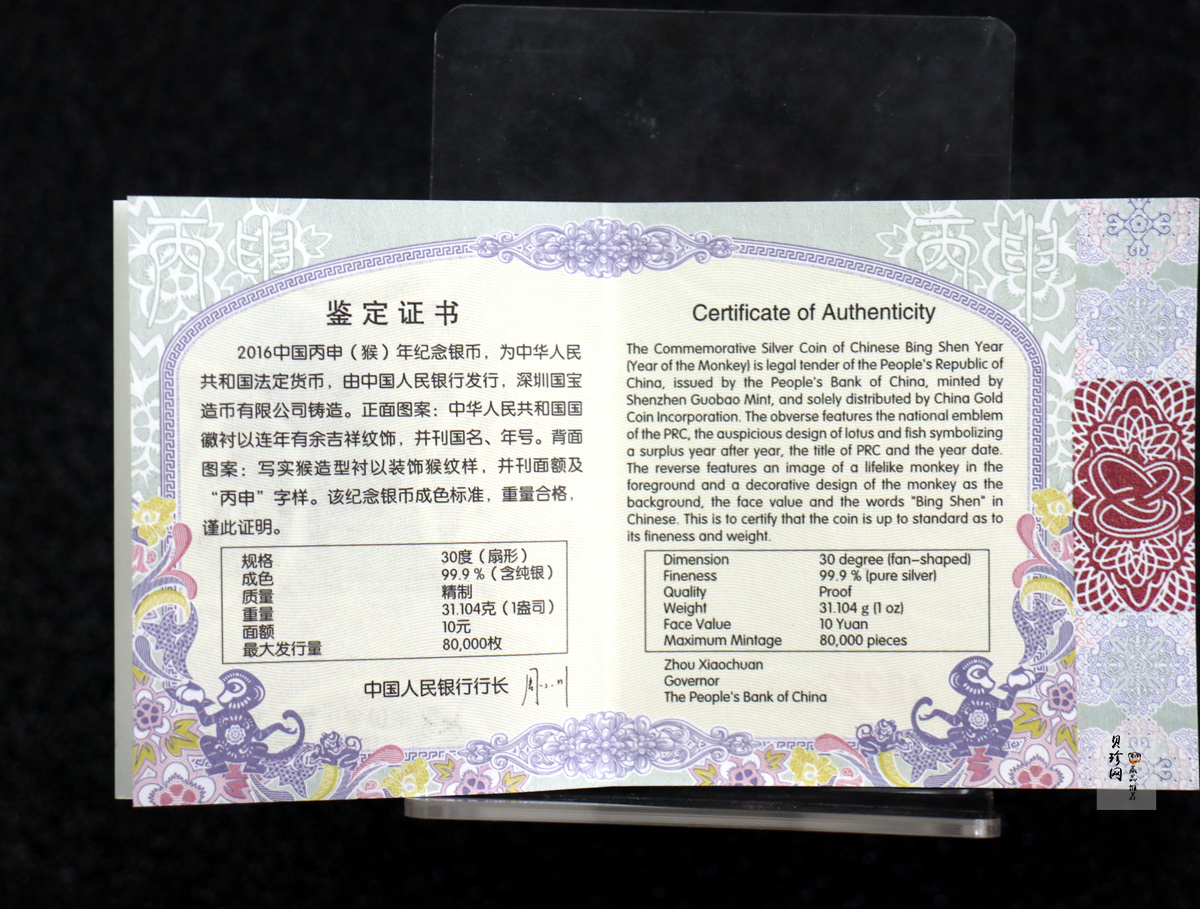 丙申
丙申
鉴定证书
2016中国丙申（猴）年纪念银币，为中华人民
共和国法定货币，由中国人民银行发行，深圳国宝
造币有限公司铸造。正面图案：中华人民共和国国
徽衬以连年有余吉祥纹饰，并刊国名、年号。背面
图案：写实猴造型衬以装饰猴纹样，并刊面额及
“丙申”字样。该纪念银币成色标准，重量合格，
谨此证明。
规格 30度（扇形）
成色 99.9 %（含纯银）
质量 精制
重量 31.104克（1盎司）
面额 10元
最大发行量 80,000枚
中国人民银行行长
Certificate of Authenticity
The Commemorative Silver Coin of Chinese Bing Shen Year
(Year of the Monkey) is legal tender of the People's Republic of
China, issued by the People's Bank of China, minted by
Shenzhen Guobao Mint, and solely distributed by China Gold
Coin Incorporation. The obverse features the national emblem
of the PRC, the auspicious design of lotus and fish symbolizing
a surplus year after year, the title of PRC and the year date.
The reverse features an image of a lifelike monkey in the
foreground and a decorative design of the monkey as the
background, the face value and the words "Bing Shen" in
Chinese. This is to certify that the coin is up to standard as to
its fineness and weight.
Dimension 30 degree (fan-shaped)
Fineness 99.9 % (pure silver)
Quality Proof
Weight 31.104 g (1 oz)
Face Value 10 Yuan
Maximum Mintage 80,000 pieces
Zhou Xiaochuan
Governor
The People's Bank of China
贝珍网